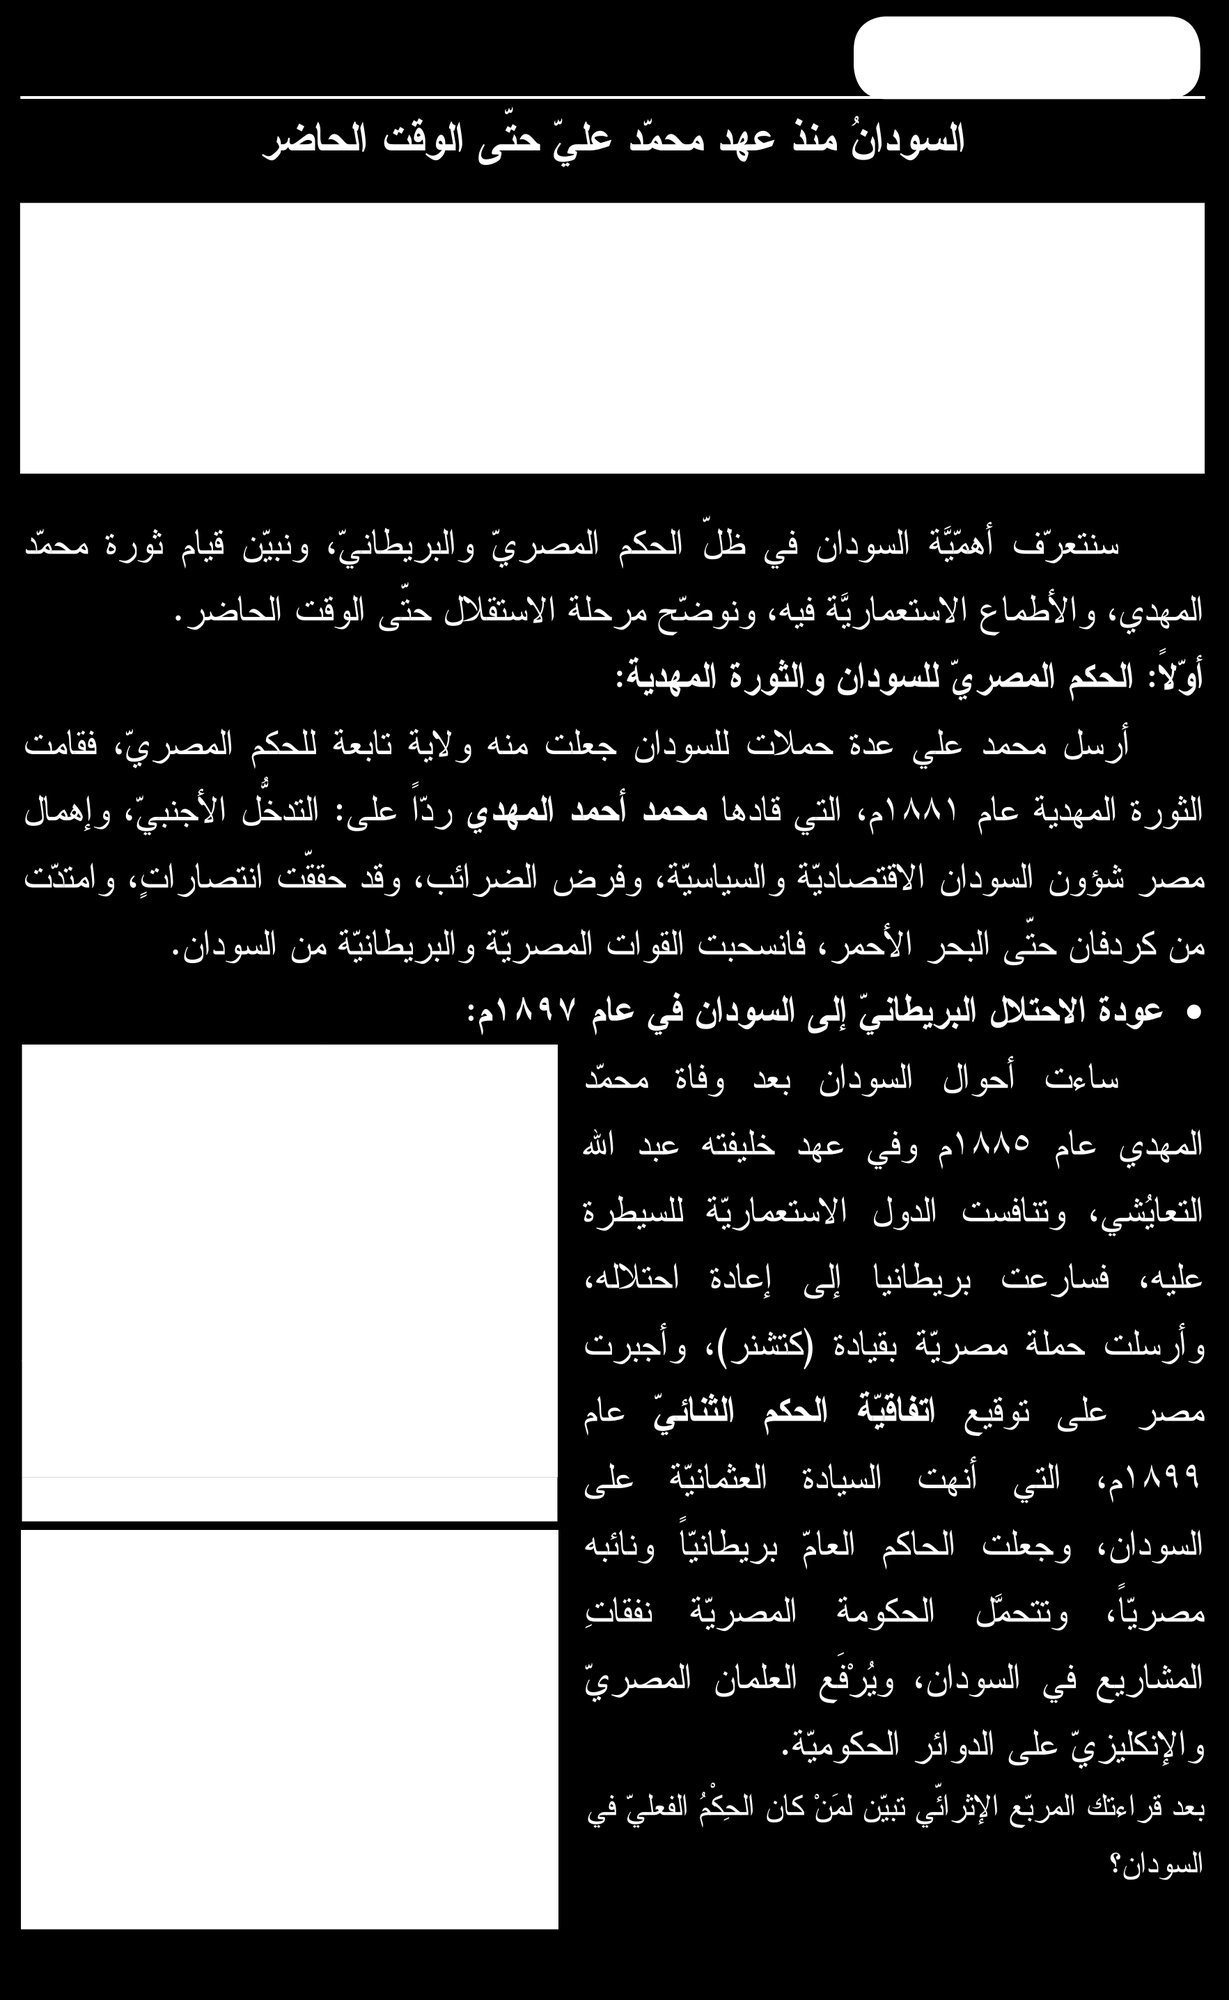 السودانُ منذ عهد محمّد عليّ حتّى الوقت الحاضر
سنتعرّف أهمّيَّة السودان في ظلّ الحكم المصريّ والبريطانيّ، ونبيّن قيام ثورة محمّد
المهدي، والأطماع الاستعماريَّة فيه، ونوضّح مرحلة الاستقلال حتّى الوقت الحاضر.
أوّلاً: الحكم المصريّ للسودان والثورة المهدية:
أرسل محمد علي عدة حملات للسودان جعلت منه ولاية تابعة للحكم المصريّ، فقامت
الثورة المهدية عام ١٨٨١م، التي قادها محمد أحمد المهدي ردّاً على: التدخُّل الأجنبيّ، وإهمال
مصر شؤون السودان الاقتصاديّة والسياسيّة، وفرض الضرائب، وقد حققّت انتصاراتٍ، وامتدّت
من كردفان حتّى البحر الأحمر، فانسحبت القوات المصريّة والبريطانيّة من السودان.
• عودة الاحتلال البريطانيّ إلى السودان في عام ١٨٩٧م:
ساءت أحوال السودان بعد وفاة محمّد
المهدي عام ١٨٨٥م وفي عهد خليفته عبد الله
التعايُشي، وتنافست الدول الاستعماريّة للسيطرة
عليه، فسارعت بريطانيا إلى إعادة احتلاله،
وأرسلت حملة مصريّة بقيادة (كتشنر)، وأجبرت
مصر على توقيع اتفاقيّة الحكم الثنائيّ عام
١٨٩٩م، التي أنهت السيادة العثمانيّة على
السودان، وجعلت الحاكم العامّ بريطانيّاً ونائبه
مصريّاً، وتتحمَّل الحكومة المصريّة نفقاتِ
المشاريع في السودان، ويُرْفَع العلمان المصريّ
والإنكليزيّ على الدوائر الحكوميّة.
بعد قراءتك المربّع الإثرائّي تبيّن لمَنْ كان الحِكْمُ الفعليّ في
السودان؟